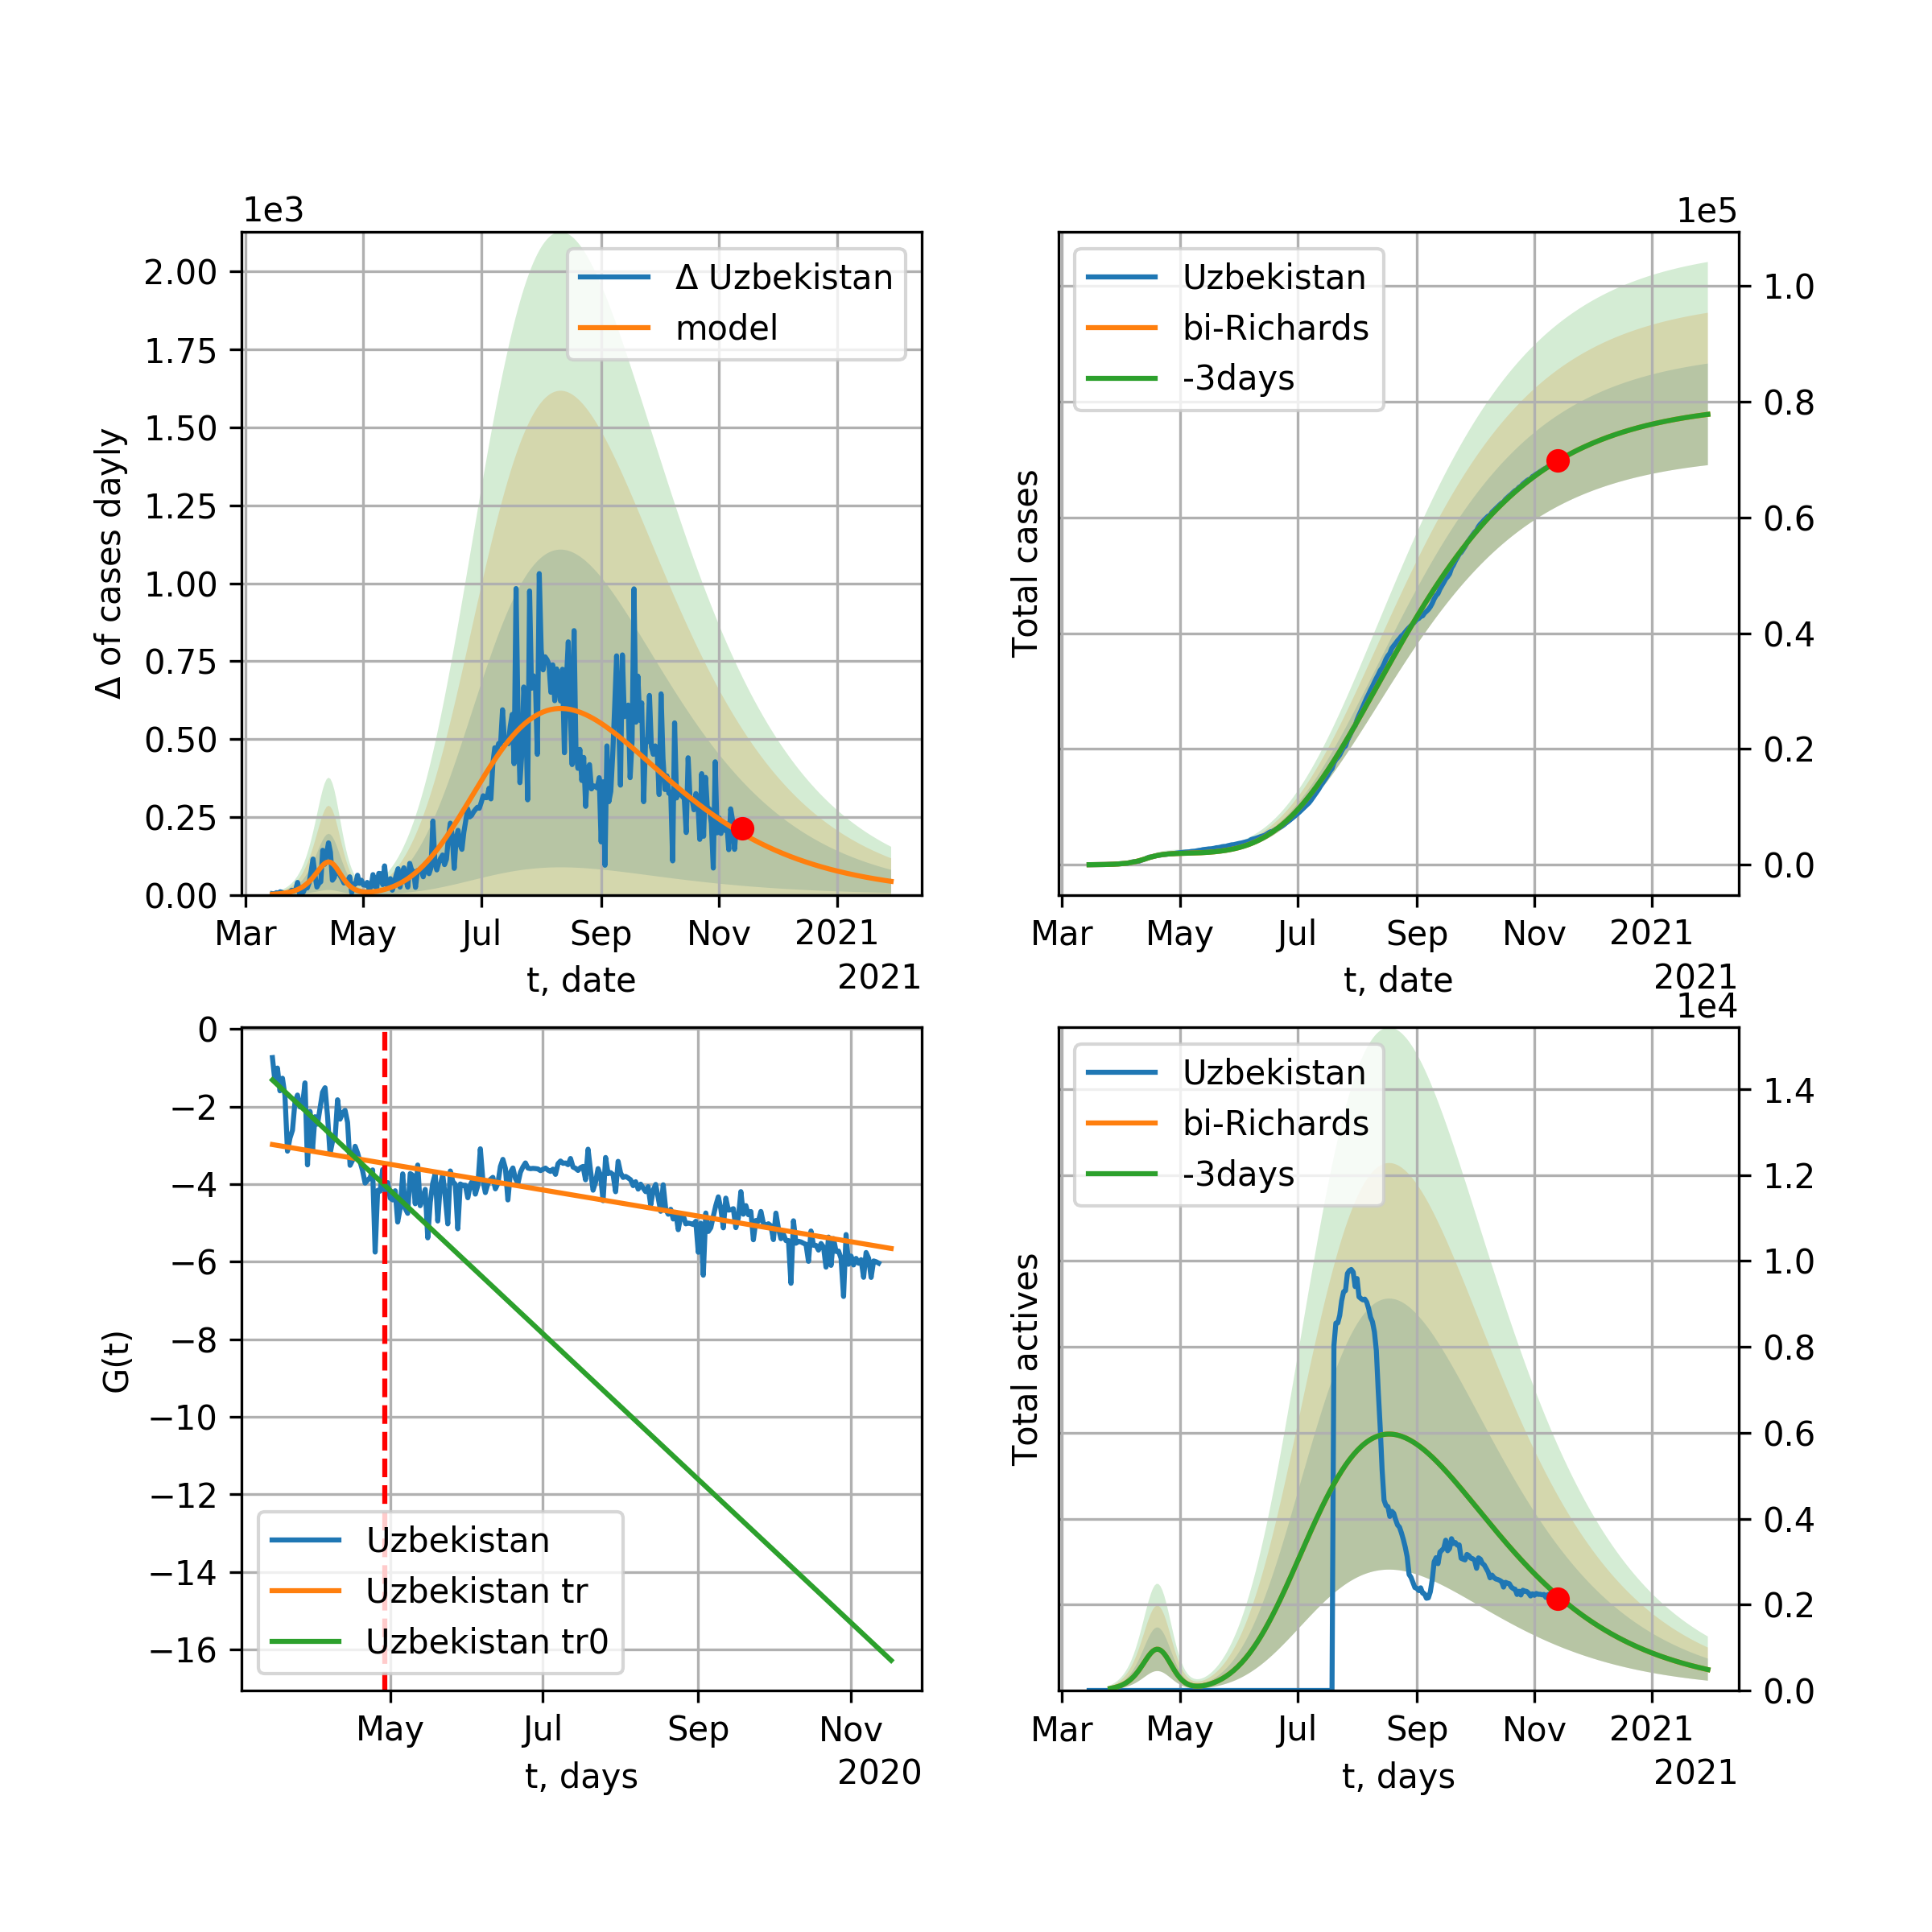 1e3
Δ of cases dayly
2.00
1.75
1.50
1.25
1.00
0.75
0.50
0.25
0.00
Δ Uzbekistan
model
Mar May Jul Sep Nov 2021
t, date
2021
1e5
Total cases
Uzbekistan
bi-Richards
-3days
1.0
0.8
0.6
0.4
0.2
0.0
Mar May Jul Sep Nov 2021
t, date
2021
G(t)
0
−2
−4
−6
−8
−10
−12
−14
−16
Uzbekistan
Uzbekistan tr
Uzbekistan tr0
May Jul Sep Nov
t, days
2020
1e4
Total actives
Uzbekistan
bi-Richards
-3days
1.4
1.2
1.0
0.8
0.6
0.4
0.2
0.0
Mar May Jul Sep Nov 2021
t, days
2021